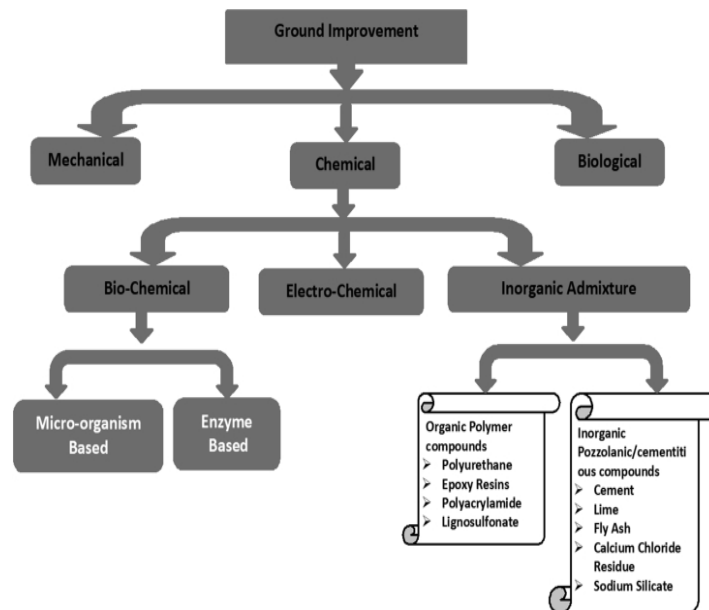 Ground Improvement
Mechanical
Chemical
Biological
Bio-Chemical
Electro-Chemical
Inorganic Admixture
Micro-organism
Based
Enzyme
Based
Organic Polymer
compounds
➢ Polyurethane
➢ Epoxy Resins
➢ Polyacrylamide
➢ Lignosulfonate
Inorganic
Pozzolanic/cementiti
ous compounds
➢ Cement
➢ Lime
➢ Fly Ash
➢ Calcium Chloride
Residue
➢ Sodium Silicate